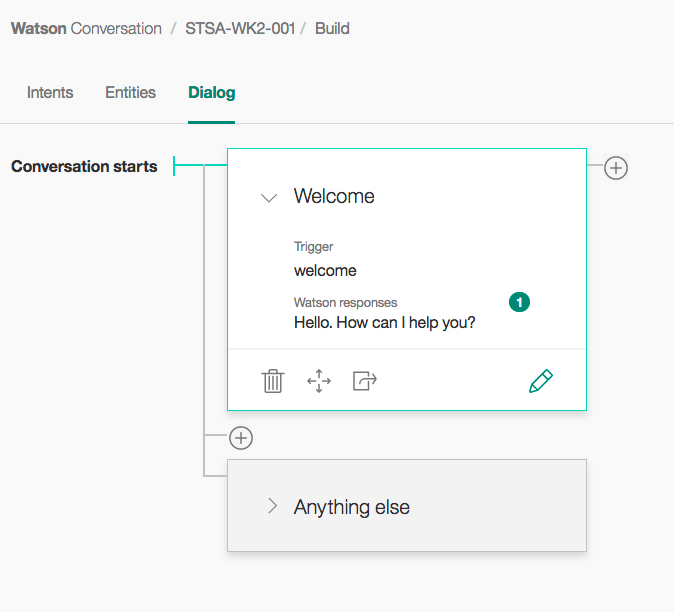 Watson Conversation / STSA-WK2-001 / Build
Intents Entities Dialog
Conversation starts
Welcome
Trigger
welcome
Watson responses
1
Hello. How can I help you?
Anything else